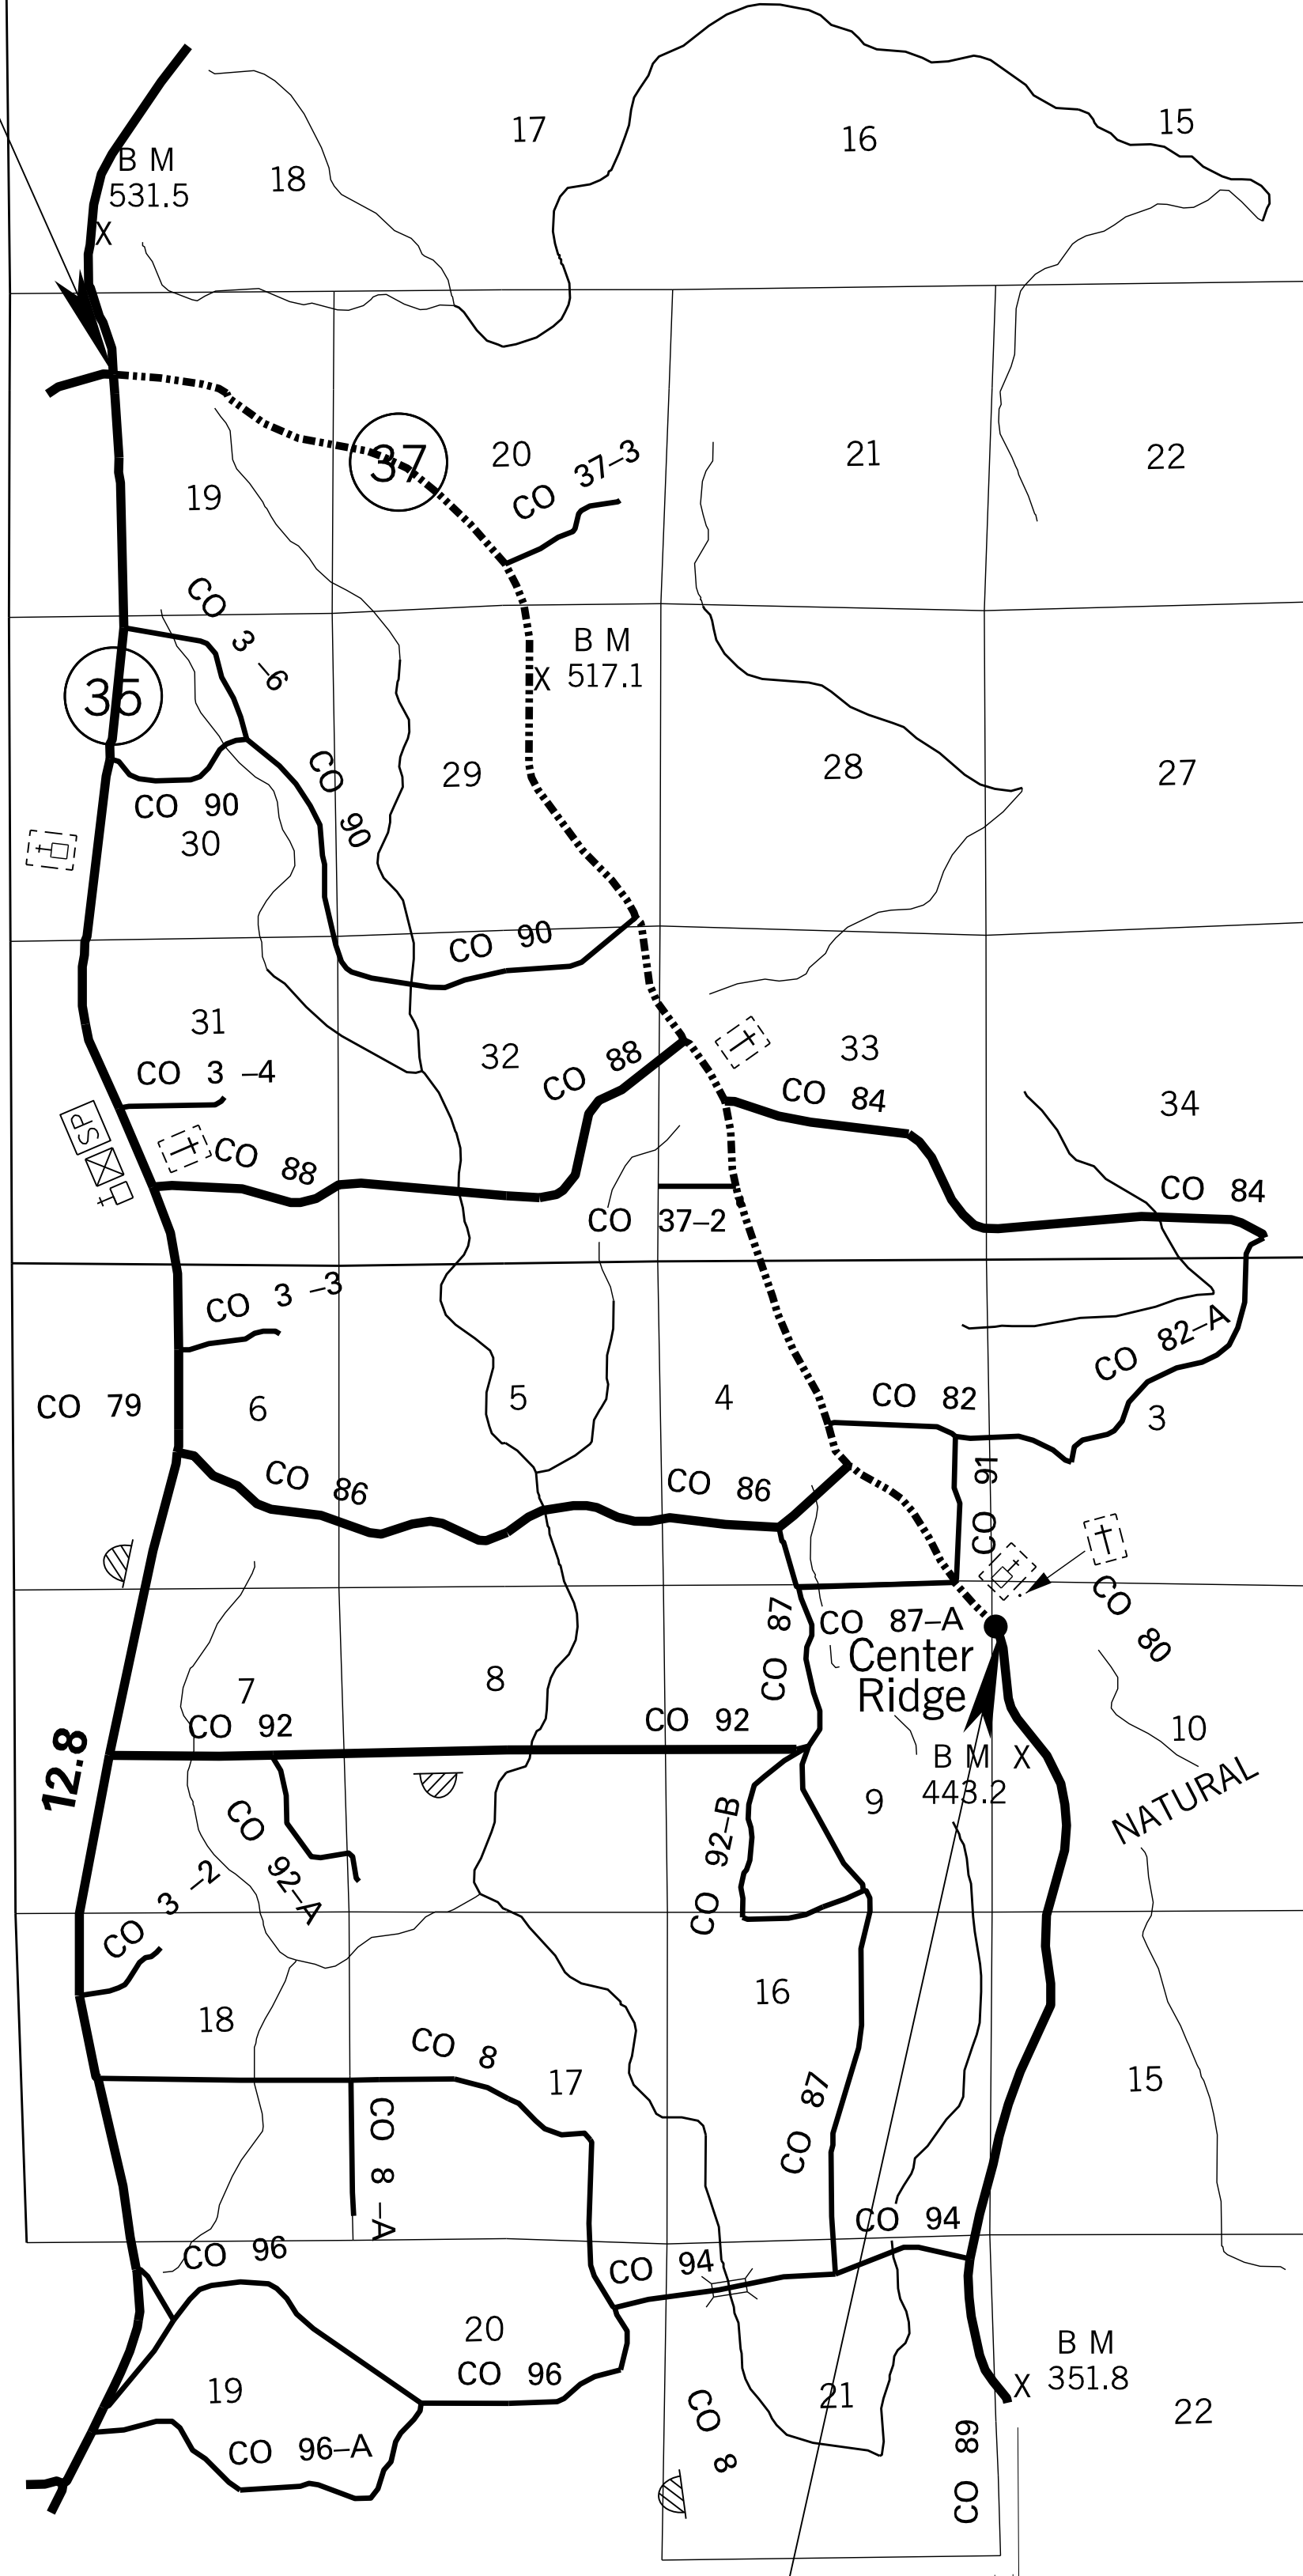 17
16
15
B M
531.5
X
18
37
20
CO 37–3
21
22
19
CO 3 –6
B M
X 517.1
35
CO 90
29
28
27
CO 90
30
CO 90
31
CO 3 –4
32
CO 88
33
CO 84
34
SP
CO 88
CO 84
CO 37–2
CO 3 –3
CO 82–A
CO 79
6
5
4
CO 82
3
CO 86
CO 86
CO 91
CO 80
CO 87–A
CO 87
Center
Ridge
7
8
CO 92
CO 92
10
B M X
443.2
12.8
9
NATURAL
CO 92–A
CO 92–B
CO 3 –2
16
18
CO 8
17
15
CO 8 –A
CO 87
CO 94
CO 96
CO 94
20
B M
X 351.8
CO 96
19
21
22
CO 96–A
CO 8
CO 89